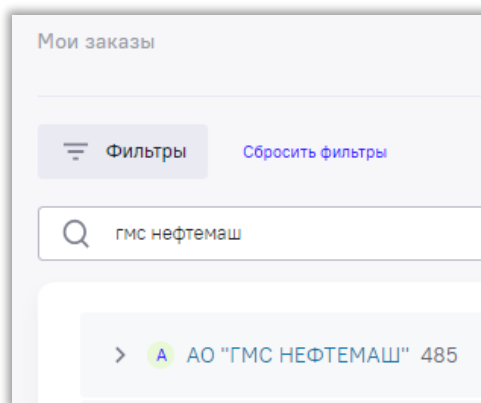 Мои заказы
Фильтры Сбросить фильтры
гмс нефтемаш
А АО "ГМС НЕФТЕМАШ" 485